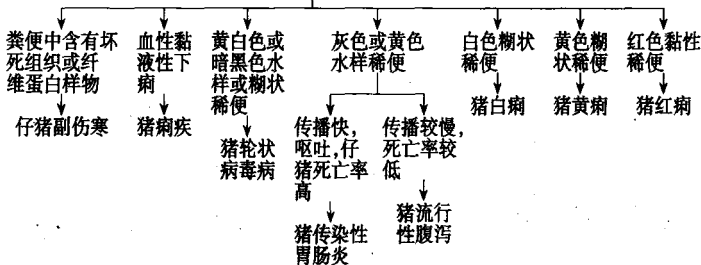 粪便中含有坏
死组织或纤
维蛋白样物
仔猪副伤寒
血性黏
液性下
痢
猪痢疾
黄白色或
暗黑色水
样或糊状
稀便
猪轮状
病毒病
灰色或黄色
水样稀便
传播快，
呕吐，仔
猪死亡率
高
猪传染性
胃肠炎
传播较慢，
死亡率较
低
猪流行
性腹泻
白色糊状
稀便
猪白痢
黄色糊
状稀便
猪黄痢
红色黏性
稀便
猪红痢